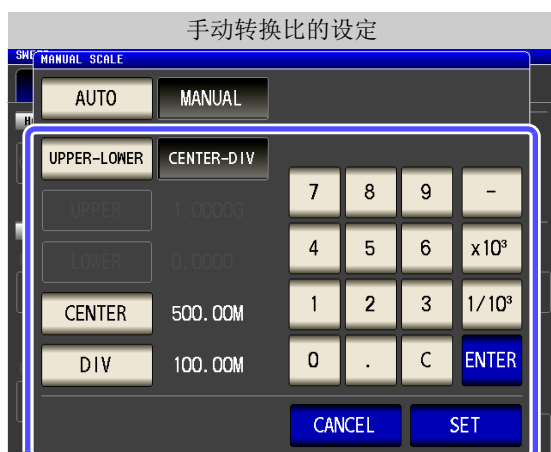 手动转换比的设定
SWE
MANUAL SCALE
AUTO MANUAL
UPPER-LOWER CENTER-DIV
UPPER 1.0000G
LOWER 0.0000
CENTER 500.00M
DIV 100.00M
7 8 9 -
4 5 6 x10³
1 2 3 1/10³
0 . C ENTER
CANCEL SET